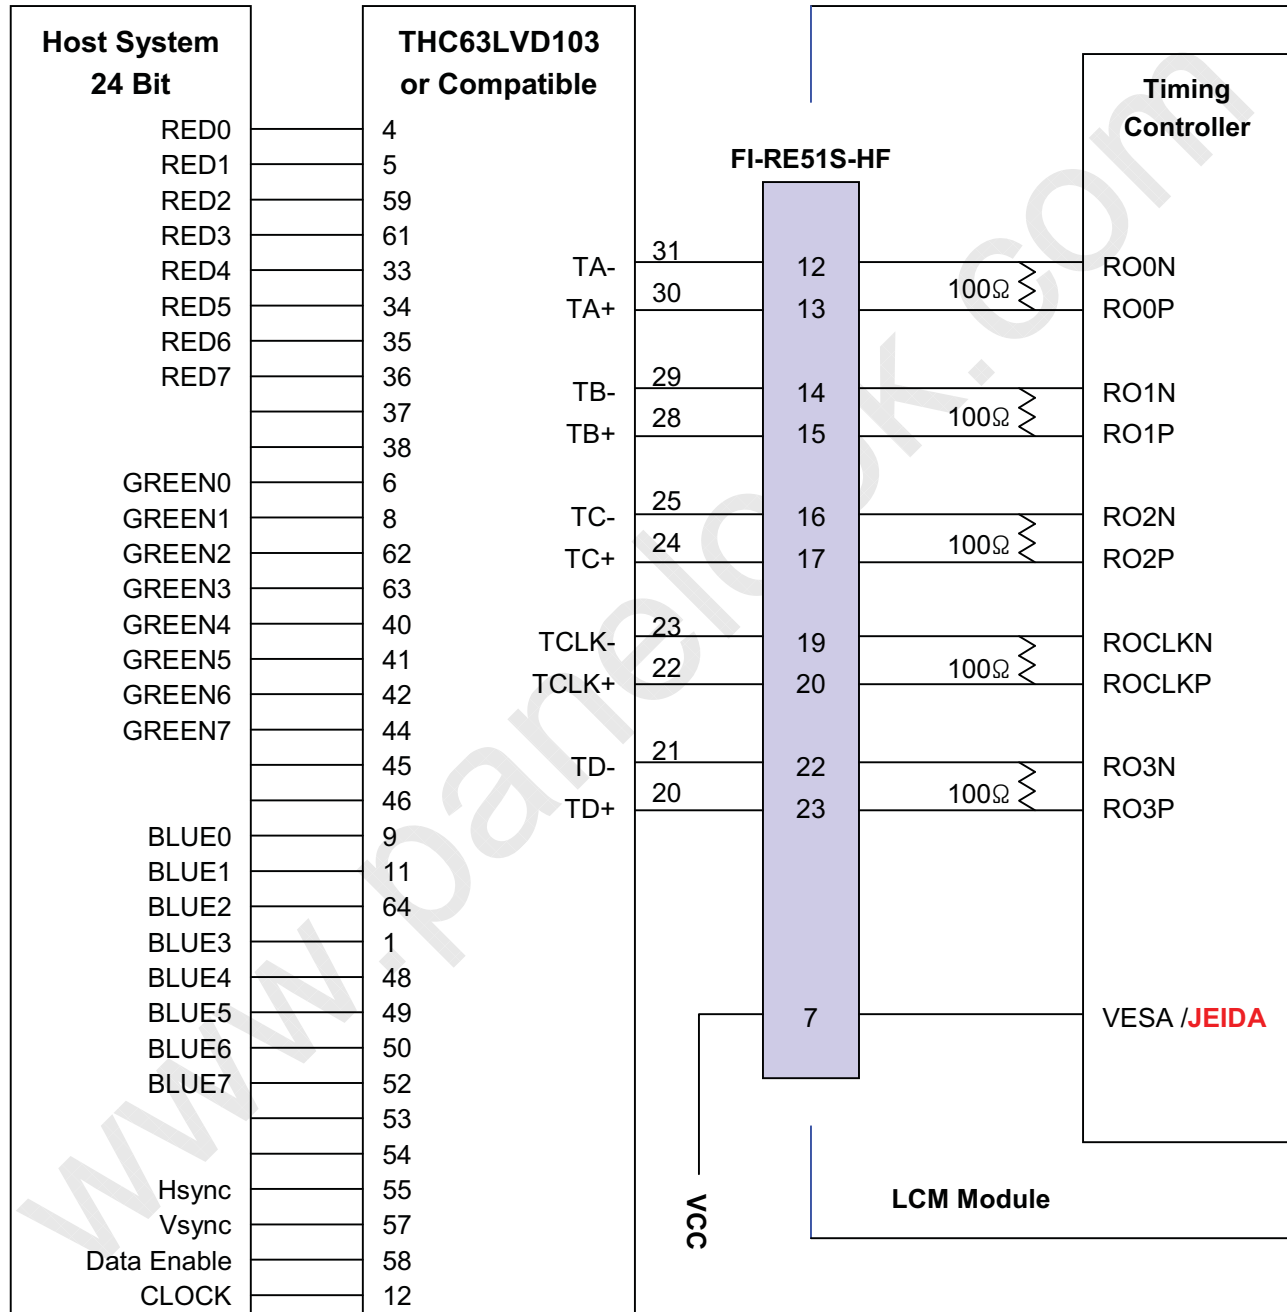 Host System
24 Bit
RED0
RED1
RED2
RED3
RED4
RED5
RED6
RED7
GREEN0
GREEN1
GREEN2
GREEN3
GREEN4
GREEN5
GREEN6
GREEN7
BLUE0
BLUE1
BLUE2
BLUE3
BLUE4
BLUE5
BLUE6
BLUE7
Hsync
Vsync
Data Enable
CLOCK
THC63LVD103
or Compatible
4
5
59
61
33
34
35
36
37
38
6
8
62
63
40
41
42
44
45
46
9
11
64
1
48
49
50
52
53
54
55
57
58
12
TA- 31
TA+ 30
TB- 29
TB+ 28
TC- 25
TC+ 24
TCLK- 23
TCLK+ 22
TD- 21
TD+ 20
FI-RE51S-HF
12
13
14
15
16
17
19
20
22
23
7
VCC
100Ω
100Ω
100Ω
100Ω
100Ω
Timing
Controller
RO0N
RO0P
RO1N
RO1P
RO2N
RO2P
ROCLKN
ROCLKP
RO3N
RO3P
VESA /JEIDA
LCM Module
www.panelook.com